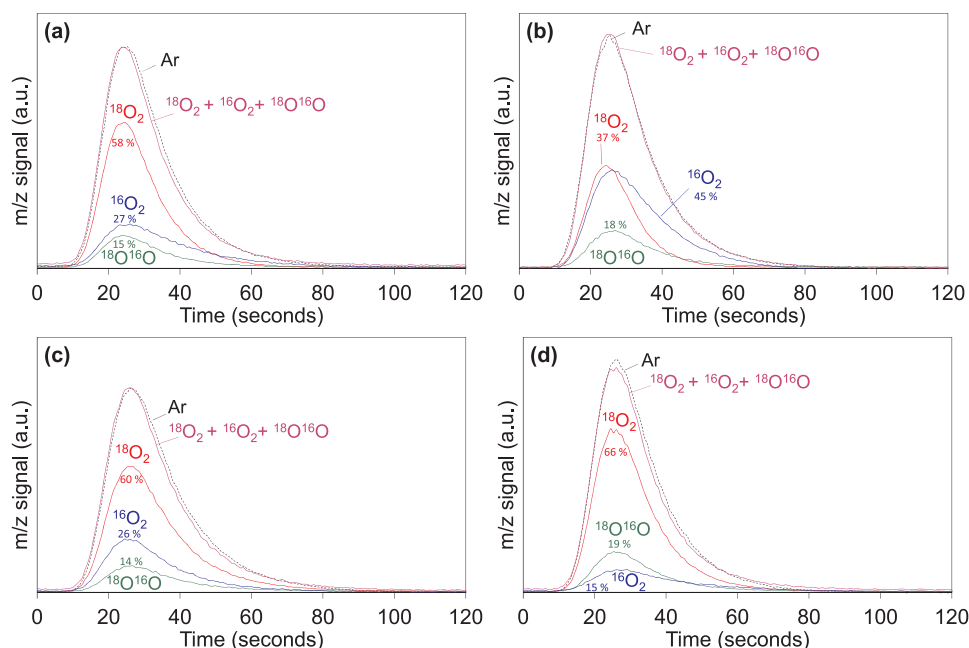 (a)
Ar
¹⁸O₂ + ¹⁶O₂+ ¹⁸O¹⁶O
¹⁸O₂
58 %
¹⁶O₂
27 %
15 %
¹⁸O¹⁶O
m/z signal (a.u.)
0 20 40 60 80 100 120
Time (seconds)
(b)
Ar
¹⁸O₂ + ¹⁶O₂+ ¹⁸O¹⁶O
¹⁸O₂
37 %
¹⁶O₂
45 %
18 %
¹⁸O¹⁶O
m/z signal (a.u.)
0 20 40 60 80 100 120
Time (seconds)
(c)
Ar
¹⁸O₂ + ¹⁶O₂+ ¹⁸O¹⁶O
¹⁸O₂
60 %
¹⁶O₂
26 %
14 %
¹⁸O¹⁶O
m/z signal (a.u.)
0 20 40 60 80 100 120
Time (seconds)
(d)
Ar
¹⁸O₂ + ¹⁶O₂+ ¹⁸O¹⁶O
¹⁸O₂
66 %
¹⁸O¹⁶O
19 %
15 % ¹⁶O₂
m/z signal (a.u.)
0 20 40 60 80 100 120
Time (seconds)